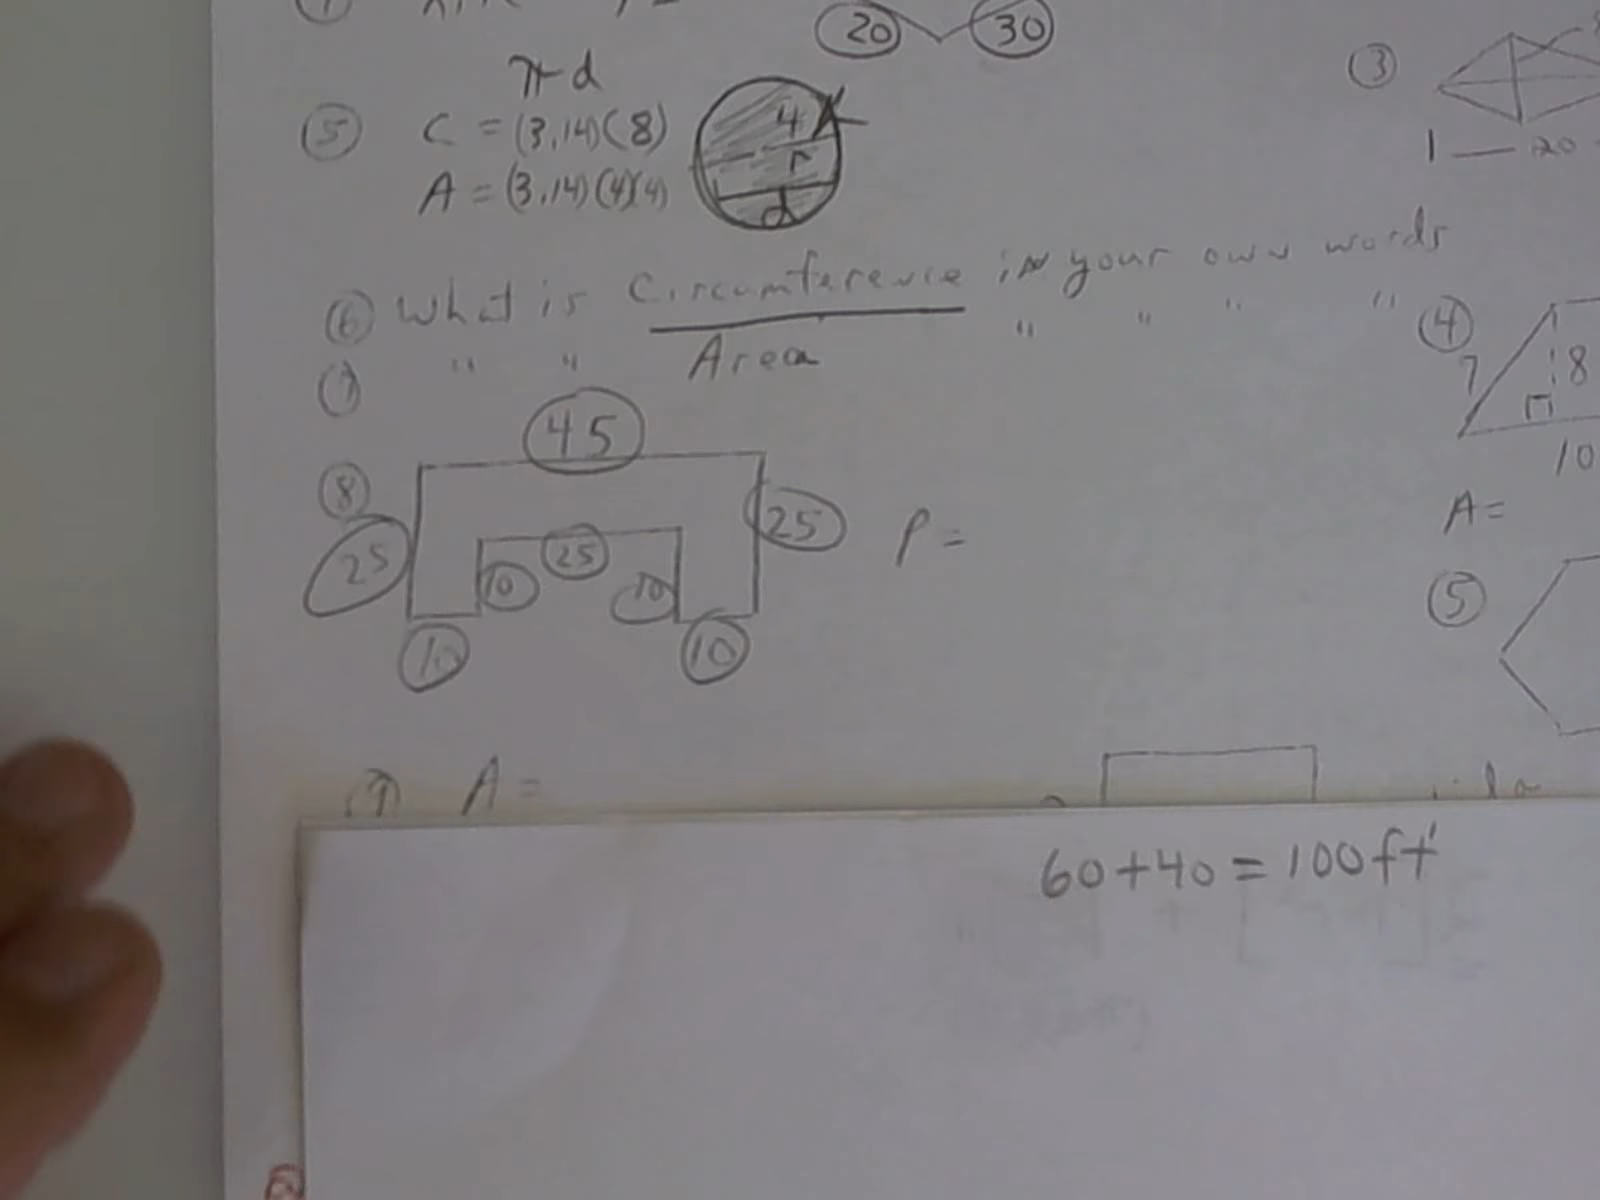 20 30
π d
5 C = (3.14)(8)
A = (3.14)(4)(4)
4
r
d
6 What is Circumference in your own words
7 " " Area " " " "
8
45
25
25
10
25
10
10
10
P =
9 A =
3
1 — 20
4
7
8
10
A =
5
60+40 = 100ft